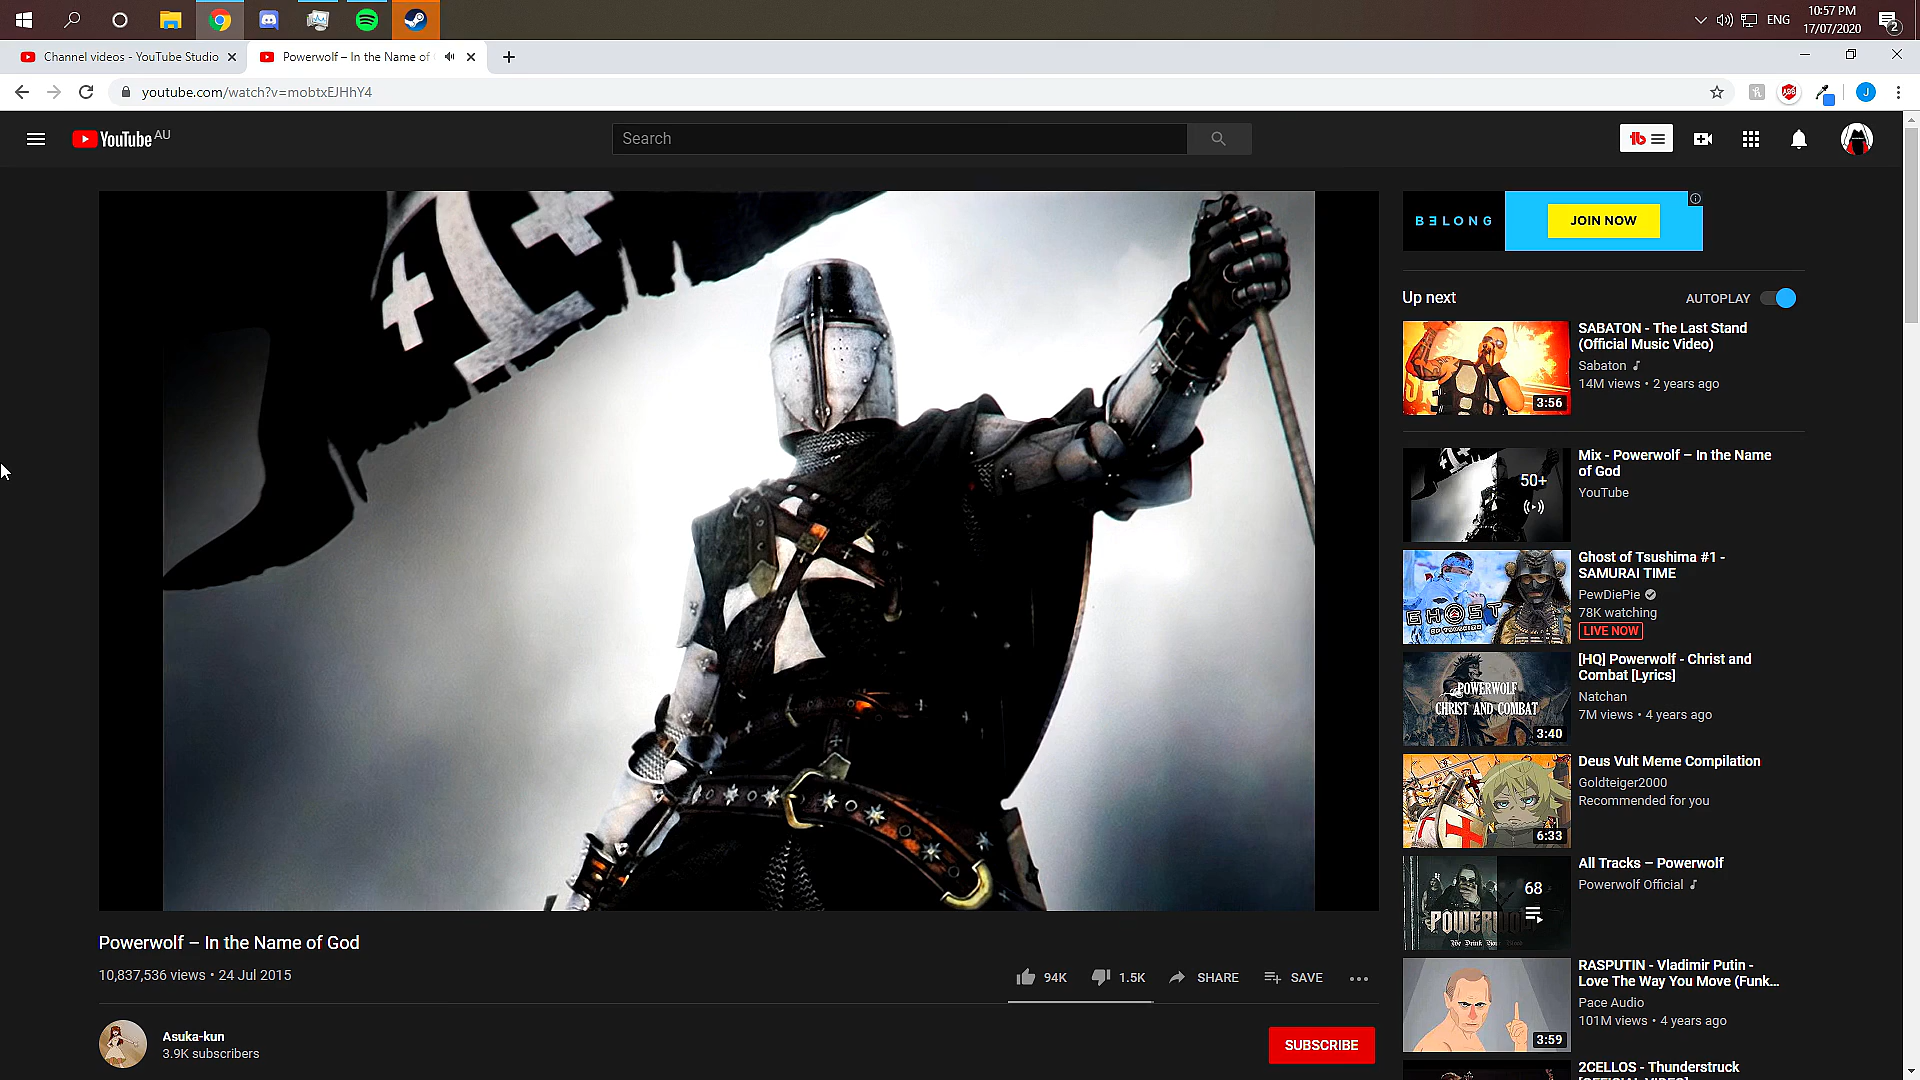 ENG
10:57 PM
17/07/2020
2
Channel videos - YouTube Studio
Powerwolf – In the Name of
youtube.com/watch?v=mobtxEJHhY4
ABP
J
YouTube AU
Search
tb
BELONG
JOIN NOW
Up next
AUTOPLAY
SABATON - The Last Stand
(Official Music Video)
Sabaton
14M views • 2 years ago
3:56
Mix - Powerwolf – In the Name
of God
YouTube
50+
Ghost of Tsushima #1 -
SAMURAI TIME
PewDiePie
78K watching
LIVE NOW
GHOST
OF TSUSHIMA
[HQ] Powerwolf - Christ and
Combat [Lyrics]
Natchan
7M views • 4 years ago
POWERWOLF
CHRIST AND COMBAT
3:40
Deus Vult Meme Compilation
Goldteiger2000
Recommended for you
6:33
All Tracks – Powerwolf
Powerwolf Official
68
RASPUTIN - Vladimir Putin -
Love The Way You Move (Funk...
Pace Audio
101M views • 4 years ago
3:59
2CELLOS - Thunderstruck
Powerwolf – In the Name of God
10,837,536 views • 24 Jul 2015
94K
1.5K
SHARE
SAVE
Asuka-kun
3.9K subscribers
SUBSCRIBE